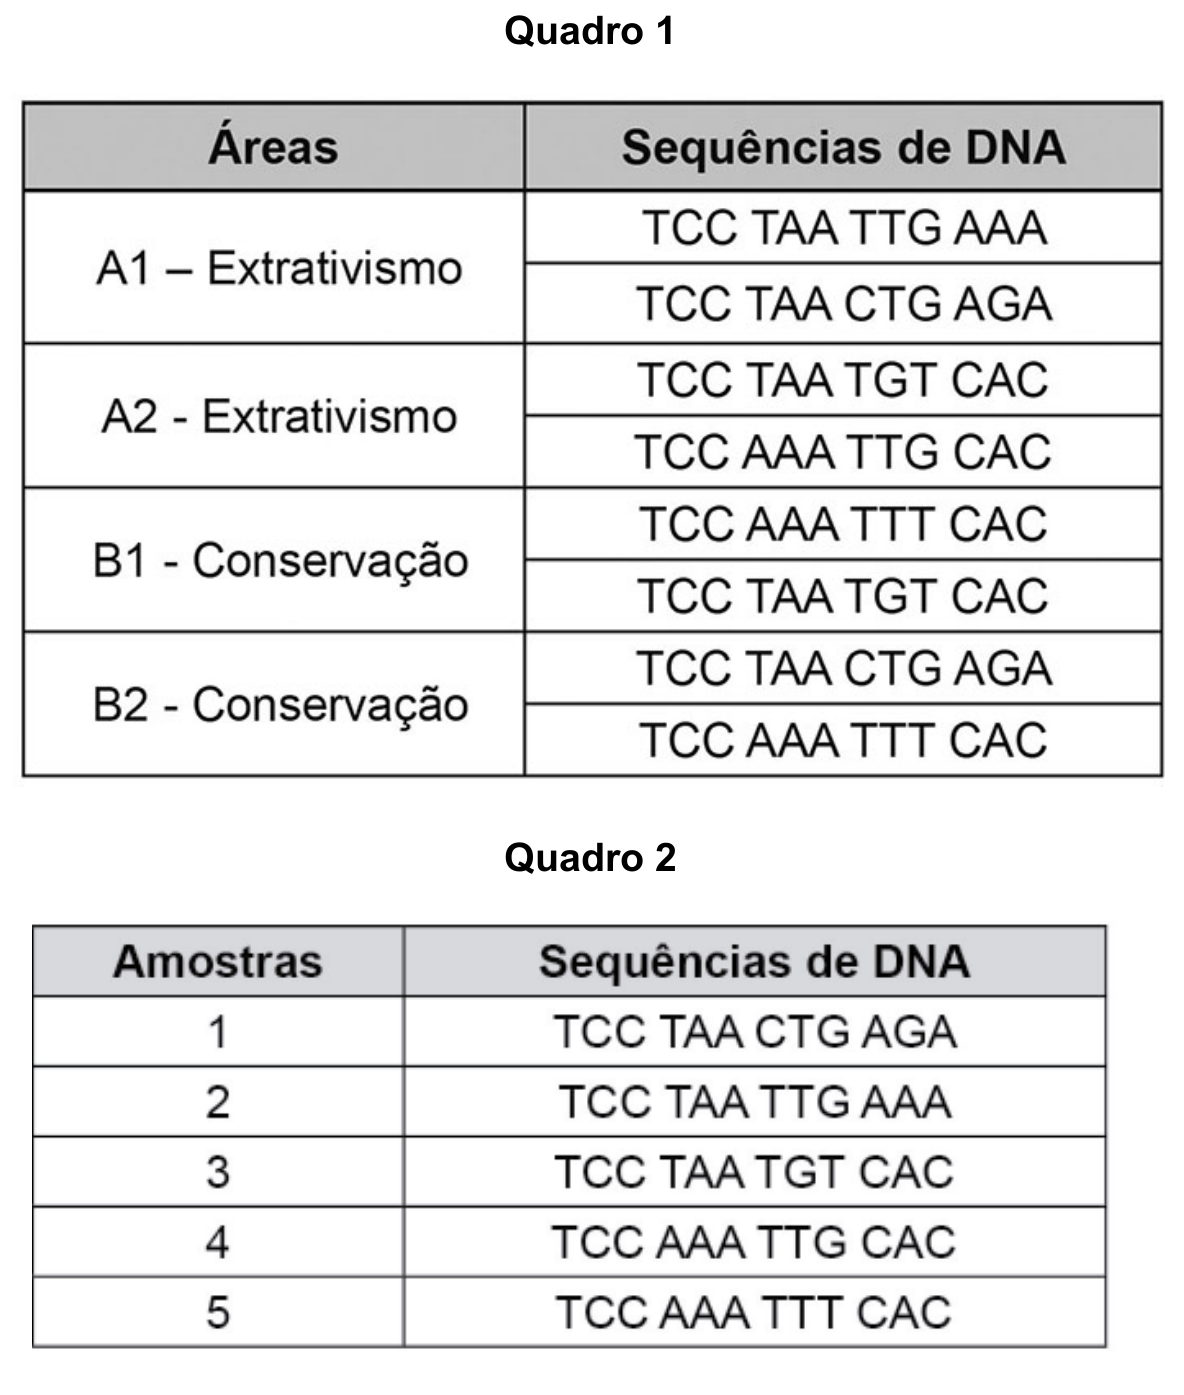 Quadro 1
Áreas Sequências de DNA
A1 – Extrativismo
TCC TAA TTG AAA
TCC TAA CTG AGA
A2 - Extrativismo
TCC TAA TGT CAC
TCC AAA TTG CAC
B1 - Conservação
TCC AAA TTT CAC
TCC TAA TGT CAC
B2 - Conservação
TCC TAA CTG AGA
TCC AAA TTT CAC
Quadro 2
Amostras Sequências de DNA
1 TCC TAA CTG AGA
2 TCC TAA TTG AAA
3 TCC TAA TGT CAC
4 TCC AAA TTG CAC
5 TCC AAA TTT CAC